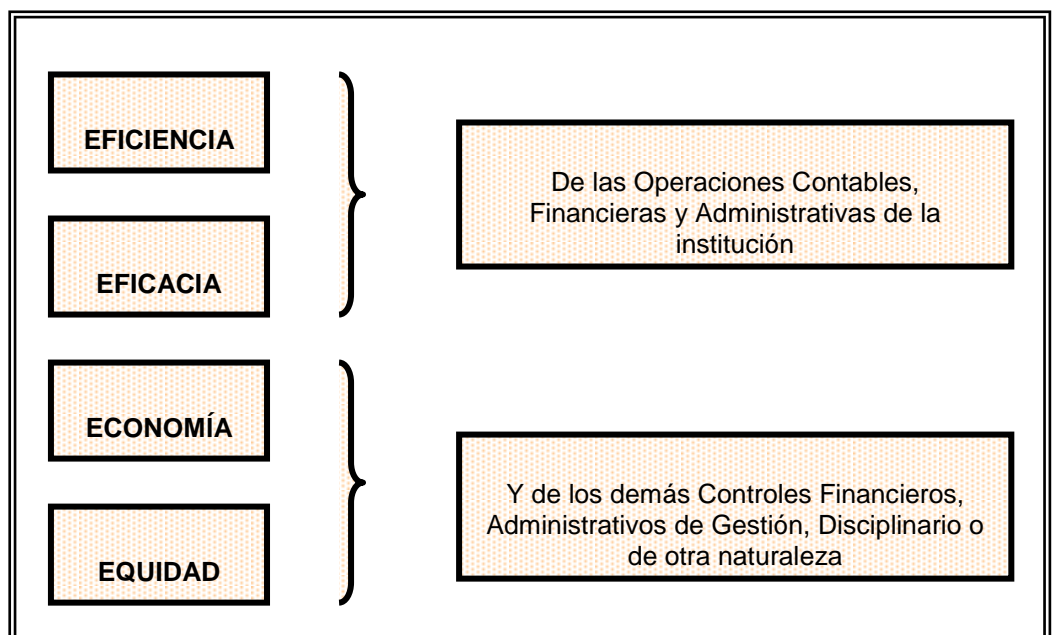 EFICIENCIA
De las Operaciones Contables,
Financieras y Administrativas de la
institución
EFICACIA
ECONOMÍA
Y de los demás Controles Financieros,
Administrativos de Gestión, Disciplinario o
de otra naturaleza
EQUIDAD